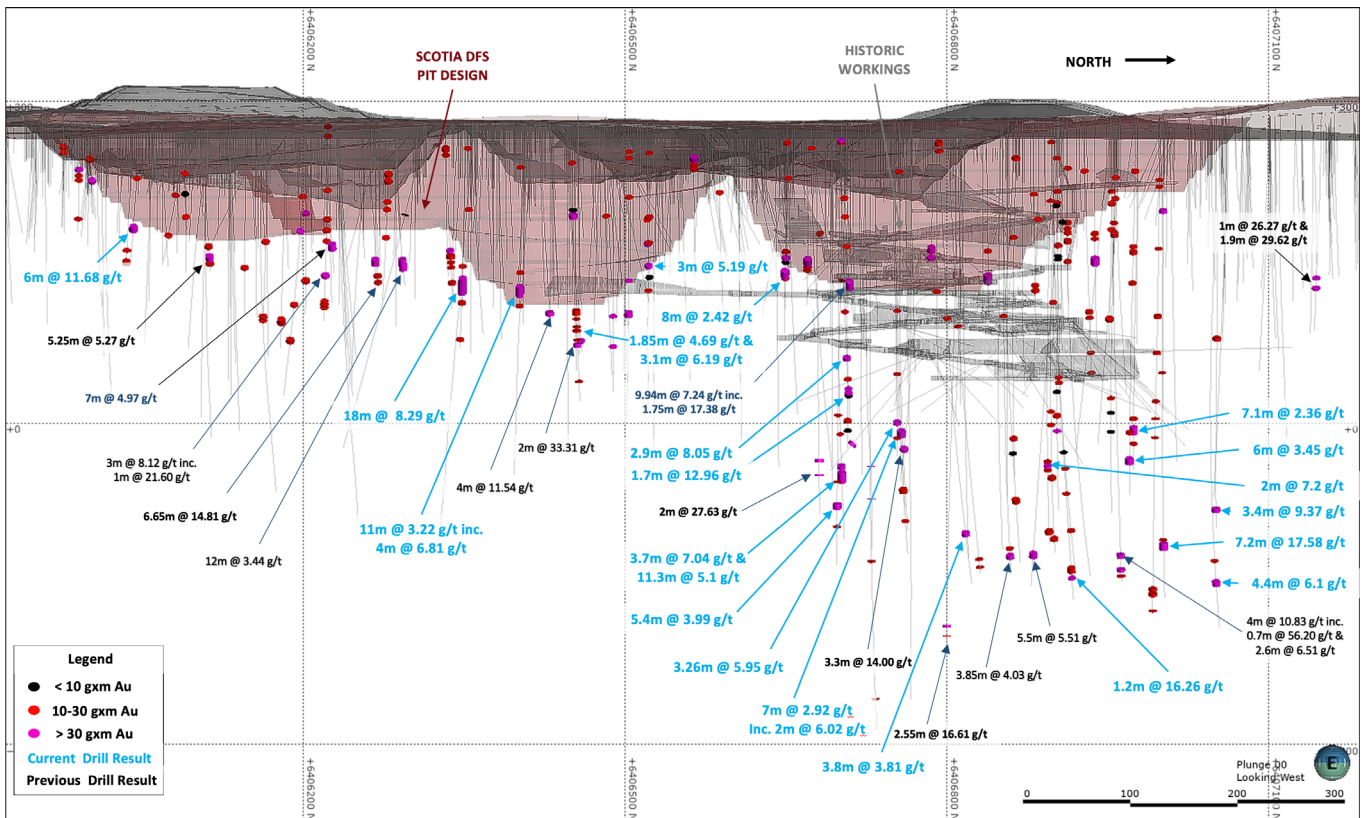 +6406200 N
+6406500 N
+6406800 N
+6407100 N
SCOTIA DFS
PIT DESIGN
HISTORIC
WORKINGS
NORTH
+300
+300
1m @ 26.27 g/t &
1.9m @ 29.62 g/t
6m @ 11.68 g/t
3m @ 5.19 g/t
8m @ 2.42 g/t
5.25m @ 5.27 g/t
1.85m @ 4.69 g/t &
3.1m @ 6.19 g/t
7m @ 4.97 g/t
9.94m @ 7.24 g/t inc.
1.75m @ 17.38 g/t
18m @ 8.29 g/t
7.1m @ 2.36 g/t
+0
+0
2m @ 33.31 g/t
2.9m @ 8.05 g/t
6m @ 3.45 g/t
3m @ 8.12 g/t inc.
1m @ 21.60 g/t
1.7m @ 12.96 g/t
4m @ 11.54 g/t
2m @ 7.2 g/t
6.65m @ 14.81 g/t
2m @ 27.63 g/t
3.4m @ 9.37 g/t
11m @ 3.22 g/t inc.
4m @ 6.81 g/t
7.2m @ 17.58 g/t
12m @ 3.44 g/t
3.7m @ 7.04 g/t &
11.3m @ 5.1 g/t
4.4m @ 6.1 g/t
5.4m @ 3.99 g/t
4m @ 10.83 g/t inc.
0.7m @ 56.20 g/t &
2.6m @ 6.51 g/t
5.5m @ 5.51 g/t
3.26m @ 5.95 g/t
3.3m @ 14.00 g/t
3.85m @ 4.03 g/t
1.2m @ 16.26 g/t
7m @ 2.92 g/t
Inc. 2m @ 6.02 g/t
2.55m @ 16.61 g/t
3.8m @ 3.81 g/t
Legend
< 10 gxm Au
10-30 gxm Au
> 30 gxm Au
Current Drill Result
Previous Drill Result
+6406200 N
+6406500 N
+6406800 N
Plunge 00
Looking West
E
0 100 200 300